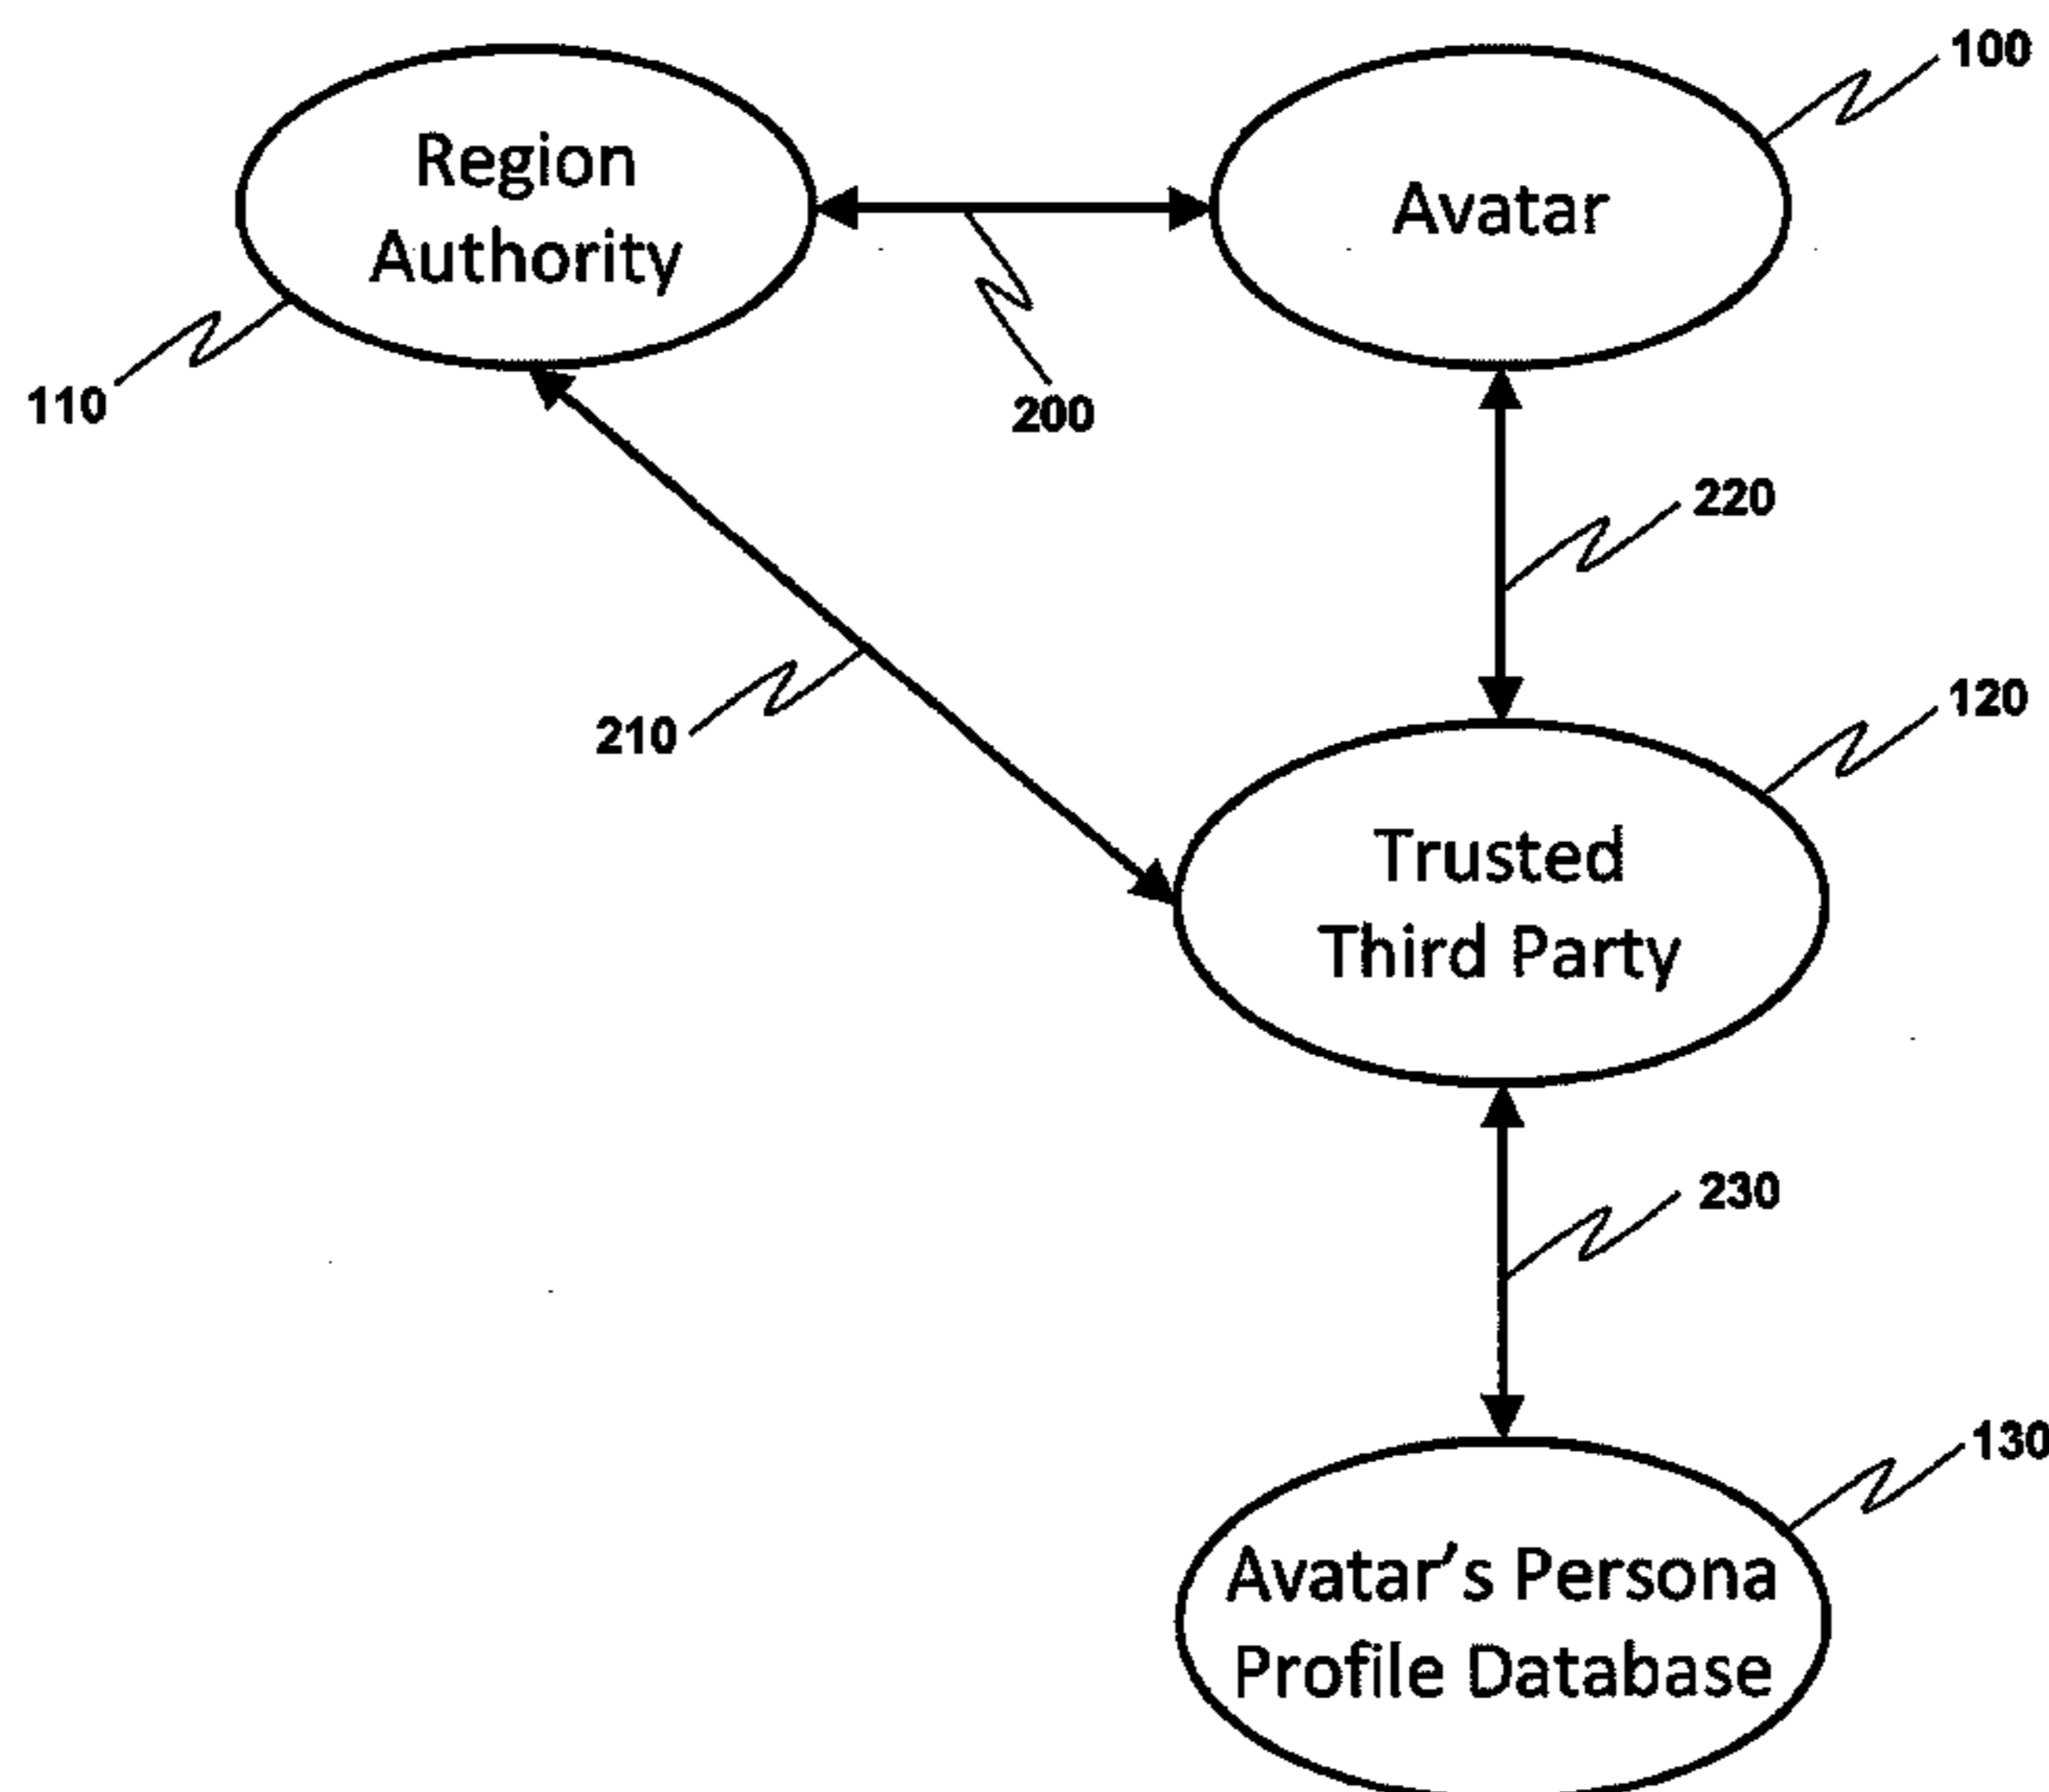 100
Region
Authority
Avatar
110
200
220
210
120
Trusted
Third Party
230
130
Avatar's Persona
Profile Database